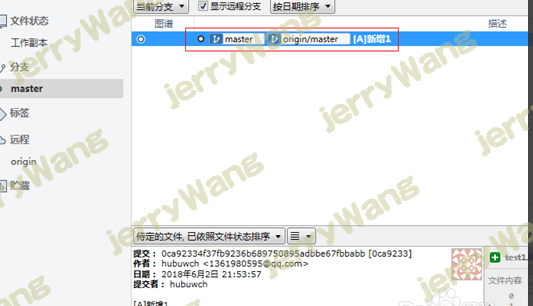 当前分支 显示远程分支 按日期排序
图谱 描述
文件状态
工作副本
分支
master
标签
远程
origin
贮藏
master origin/master [A]新增1
待定的文件, 已依照文件状态排序
提交： 0ca92334f37fb9236b689750895adbbe67fbbabb [0ca9233]
作者： hubuwch <1361980595@qq.com>
日期： 2018年6月2日 21:53:57
提交者： hubuwch
[A]新增1
test1.
文件内容
0
1
jerryWang
jerryWang
jerryWang
jerryWang
jerryWang
jerryWang
jerryWang